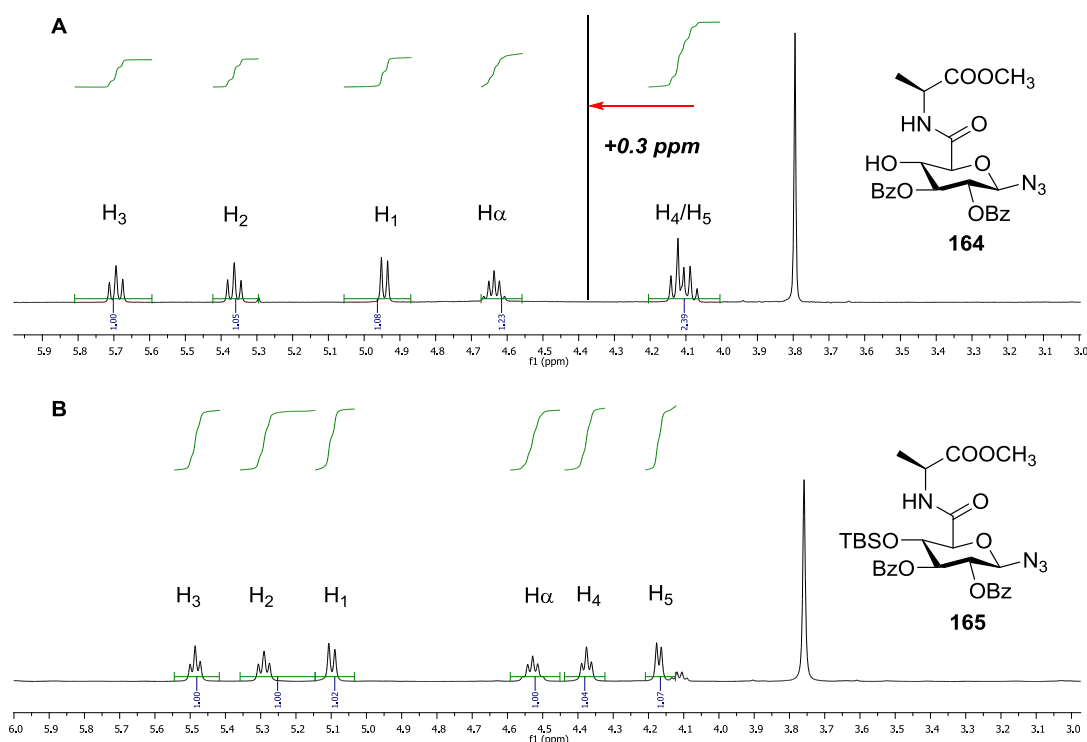 A
COOCH3
HN
O
+0.3 ppm
HO
O
N3
BzO
OBz
164
H3
H2
H1
Hα
H4/H5
1.00
1.05
1.08
1.23
2.39
5.9 5.8 5.7 5.6 5.5 5.4 5.3 5.2 5.1 5.0 4.9 4.8 4.7 4.6 4.5 4.4 4.3 4.2 4.1 4.0 3.9 3.8 3.7 3.6 3.5 3.4 3.3 3.2 3.1 3.0
f1 (ppm)
B
COOCH3
HN
O
TBSO
O
N3
BzO
OBz
165
H3
H2
H1
Hα
H4
H5
1.00
1.00
1.02
1.00
1.04
1.07
6.0 5.9 5.8 5.7 5.6 5.5 5.4 5.3 5.2 5.1 5.0 4.9 4.8 4.7 4.6 4.5 4.4 4.3 4.2 4.1 4.0 3.9 3.8 3.7 3.6 3.5 3.4 3.3 3.2 3.1 3.0
f1 (ppm)